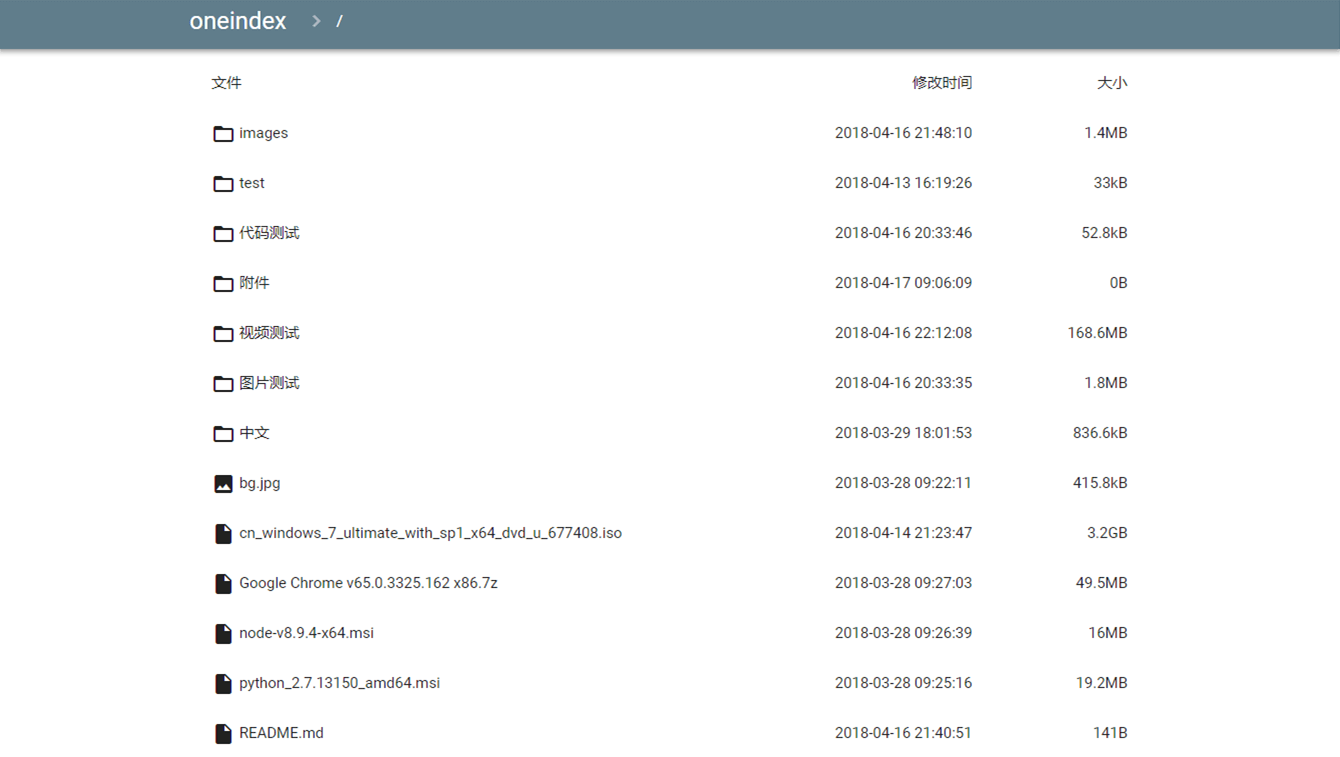 oneindex > /
文件 修改时间 大小
images 2018-04-16 21:48:10 1.4MB
test 2018-04-13 16:19:26 33kB
代码测试 2018-04-16 20:33:46 52.8kB
附件 2018-04-17 09:06:09 0B
视频测试 2018-04-16 22:12:08 168.6MB
图片测试 2018-04-16 20:33:35 1.8MB
中文 2018-03-29 18:01:53 836.6kB
bg.jpg 2018-03-28 09:22:11 415.8kB
cn_windows_7_ultimate_with_sp1_x64_dvd_u_677408.iso 2018-04-14 21:23:47 3.2GB
Google Chrome v65.0.3325.162 x86.7z 2018-03-28 09:27:03 49.5MB
node-v8.9.4-x64.msi 2018-03-28 09:26:39 16MB
python_2.7.13150_amd64.msi 2018-03-28 09:25:16 19.2MB
README.md 2018-04-16 21:40:51 141B